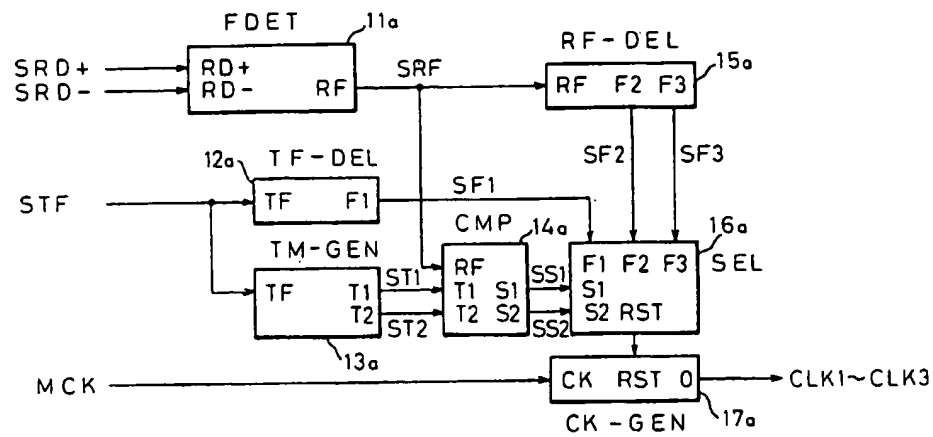 FDET
11a
RF-DEL
15a
SRD+
SRD-
RD+
RD-
RF
SRF
RF F2 F3
SF2
SF3
12a
TF-DEL
STF
TF F1
SF1
CMP
14a
16a
SEL
TM-GEN
TF
T1
T2
ST1
ST2
13a
RF
T1 S1
T2 S2
SS1
SS2
F1 F2 F3
S1
S2 RST
MCK
CK RST O
CLK1~CLK3
CK-GEN
17a